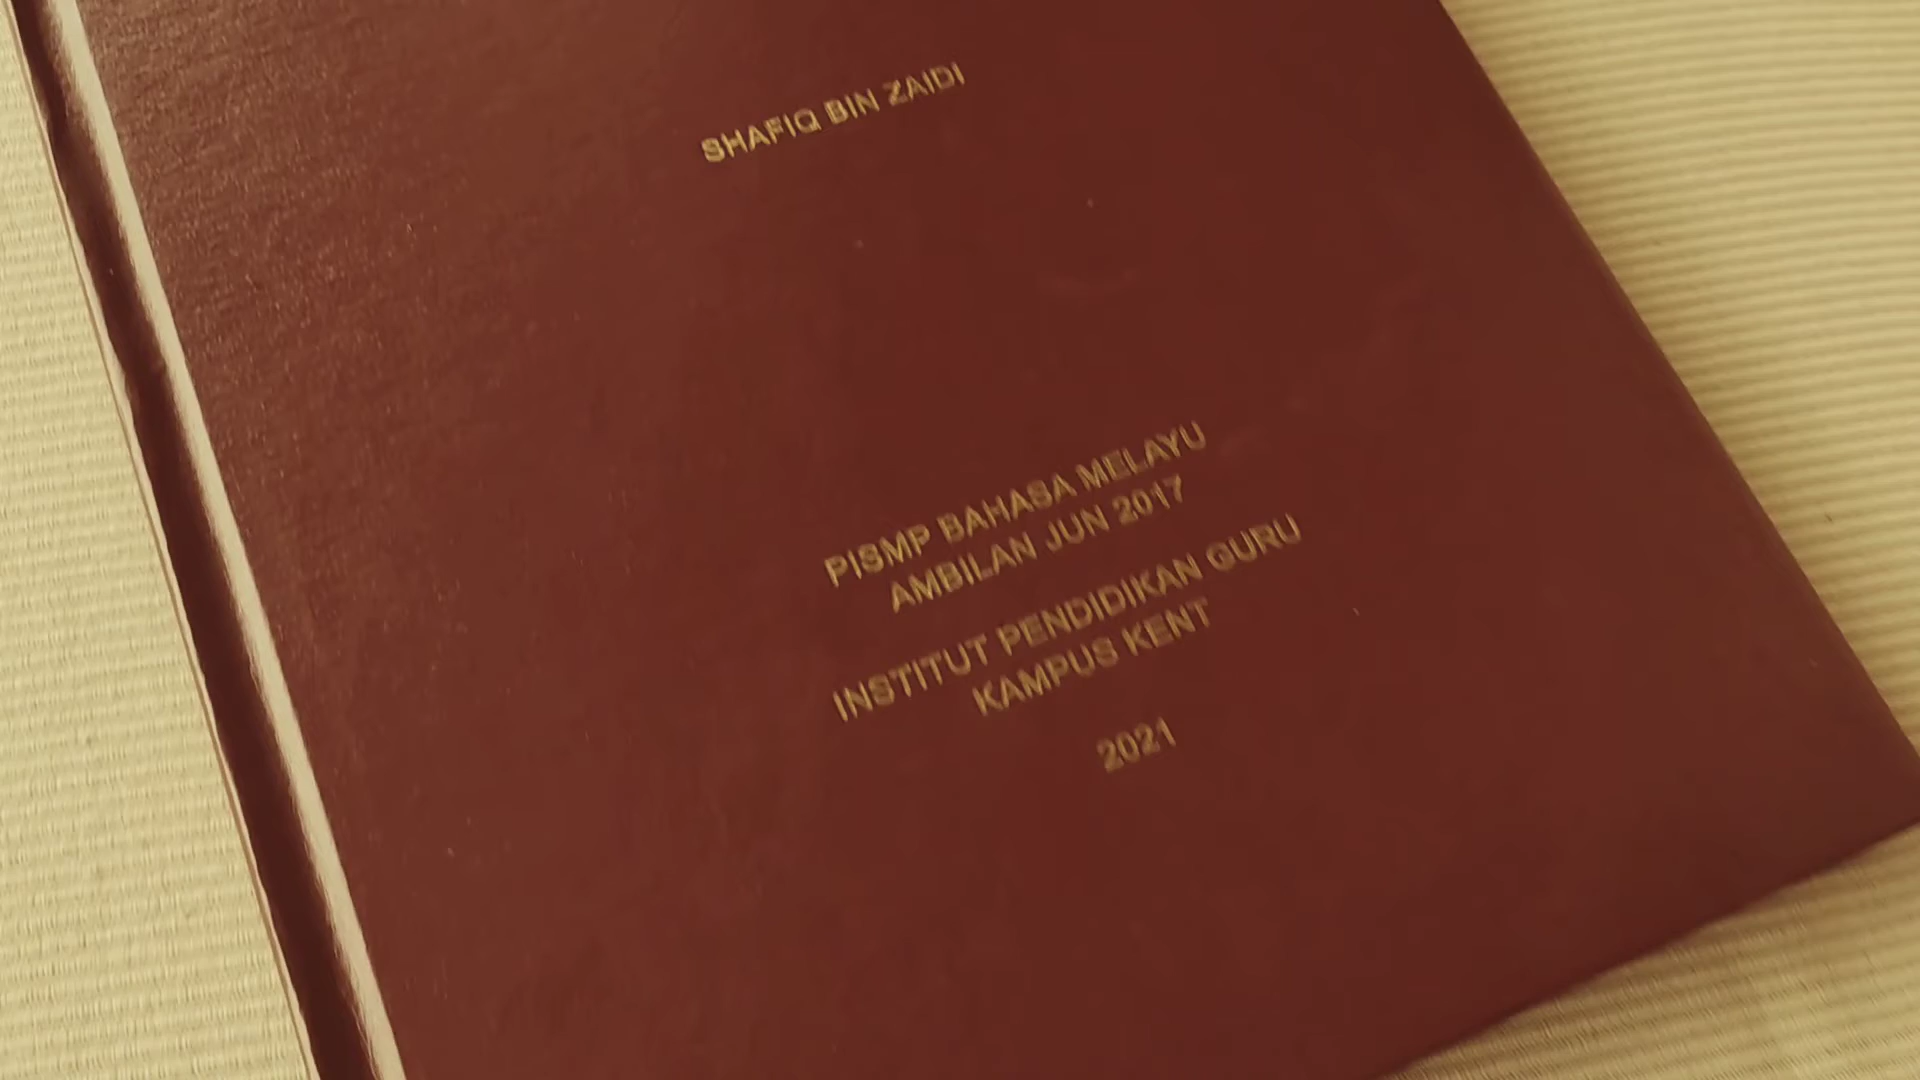 SHAFIQ BIN ZAIDI
PISMP BAHASA MELAYU
AMBILAN JUN 2017
INSTITUT PENDIDIKAN GURU
KAMPUS KENT
2021